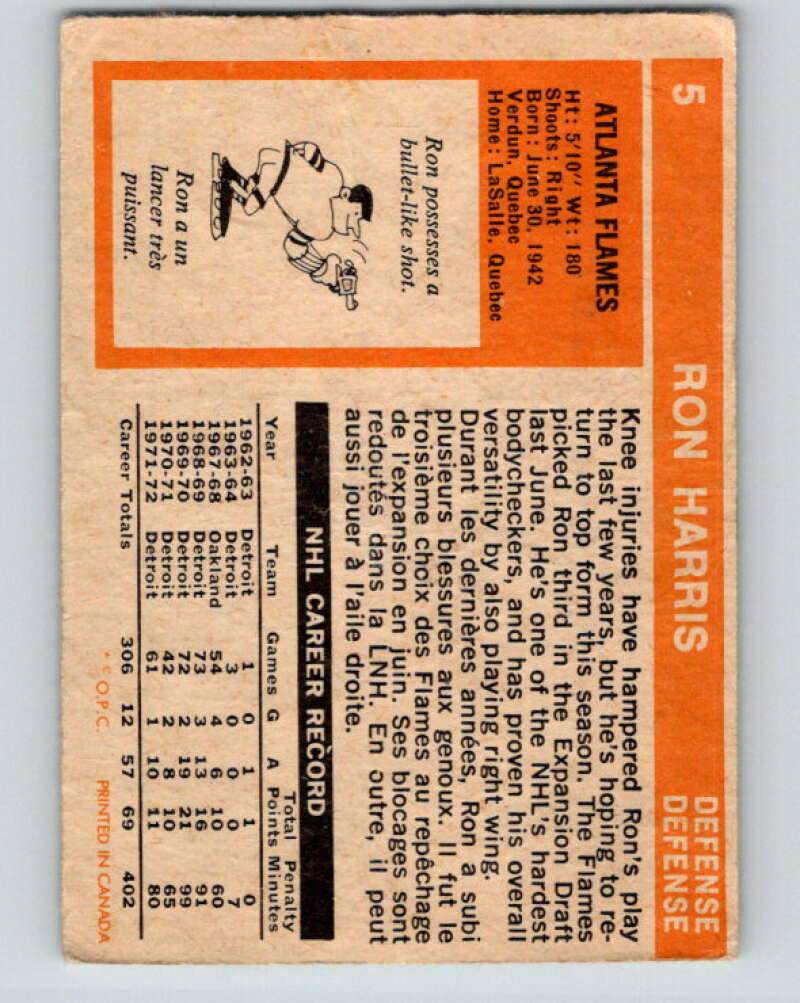 5 RON HARRIS DEFENSE
DEFENSE
ATLANTA FLAMES
Ht: 5'10" Wt: 180
Shoots: Right
Born: June 30, 1942
Verdun, Quebec
Home: LaSalle, Quebec
Ron possesses a
bullet-like shot.
Ron a un
lancer très
puissant.
Knee injuries have hampered Ron's play
the last few years, but he's hoping to re-
turn to top form this season. The Flames
picked Ron third in the Expansion Draft
last June. He's one of the NHL's hardest
bodycheckers, and has proven his overall
versatility by also playing right wing.
Durant les dernières années, Ron a subi
plusieurs blessures aux genoux. Il fut le
troisième choix des Flames au repêchage
de l'expansion en juin. Ses blocages sont
redoutés dans la LNH. En outre, il peut
aussi jouer à l'aile droite.
NHL CAREER RECORD
Total Penalty
Year Team Games G A Points Minutes
1962-63 Detroit 1 0 1 1 0
1963-64 Detroit 3 0 0 0 7
1967-68 Oakland 54 4 6 10 60
1968-69 Detroit 73 3 13 16 91
1969-70 Detroit 72 2 19 21 99
1970-71 Detroit 42 2 8 10 65
1971-72 Detroit 61 1 10 11 80
Career Totals 306 12 57 69 402
* © O.P.C. PRINTED IN CANADA